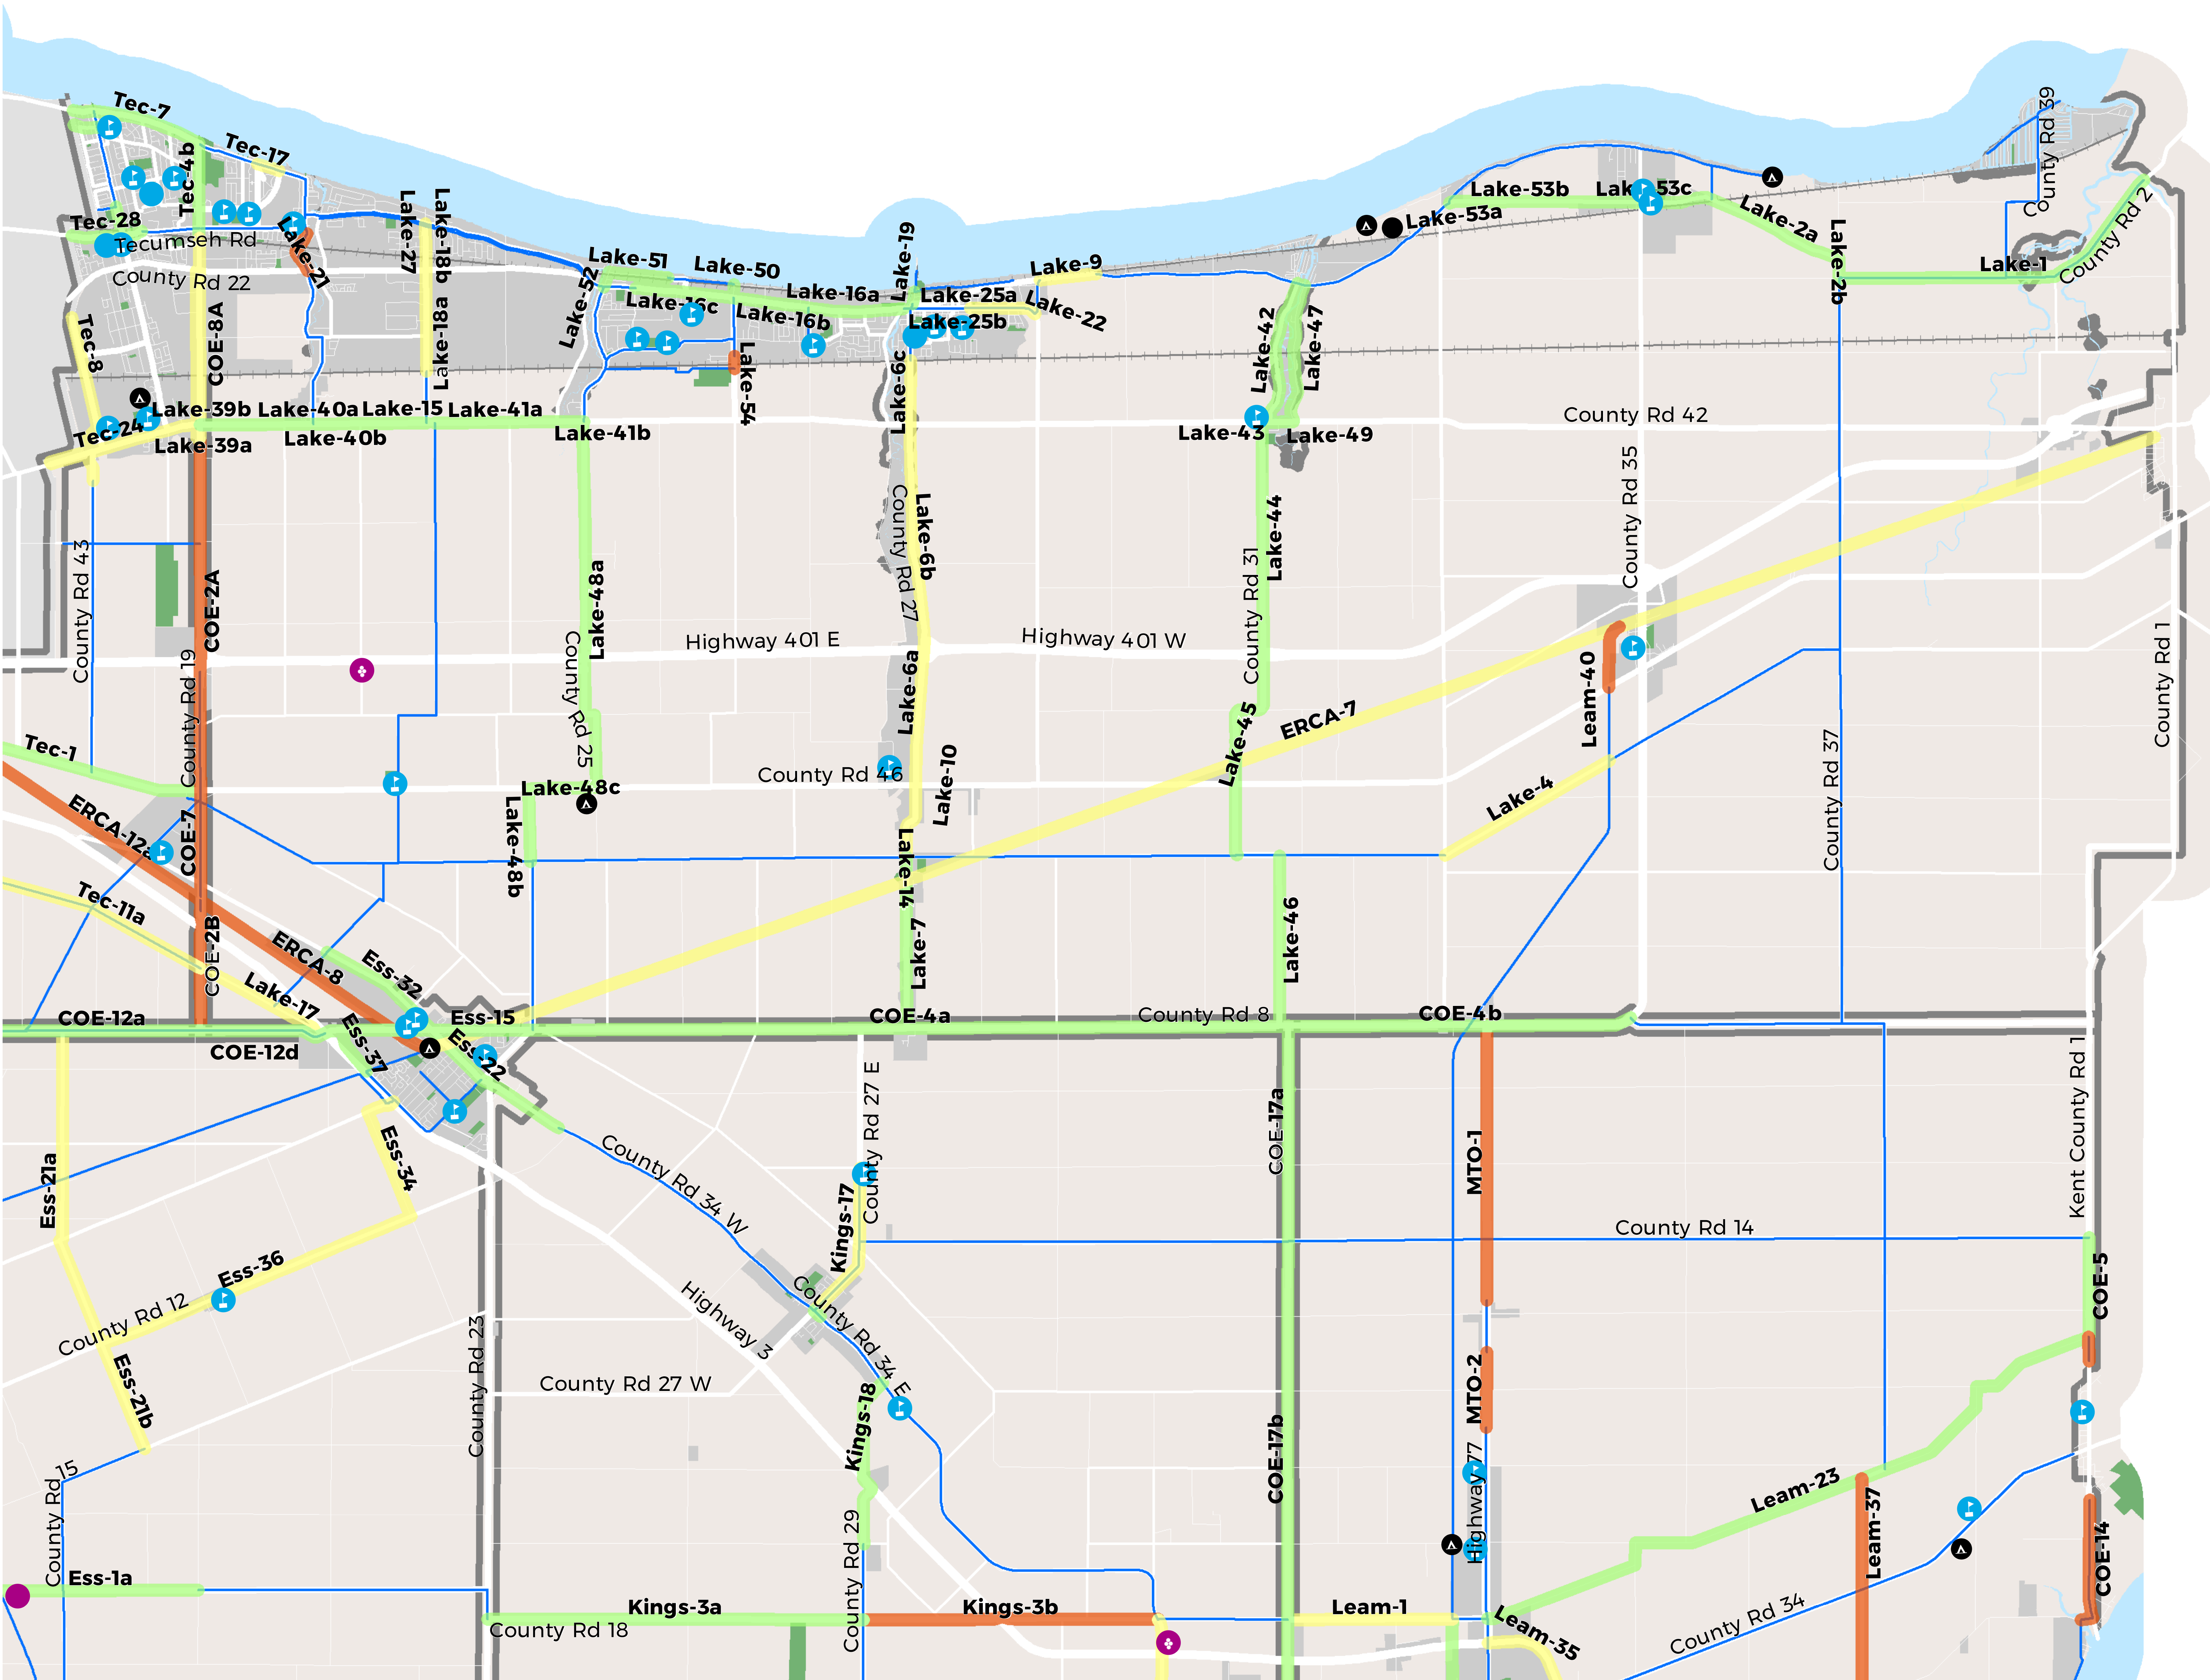 Tec-7
Tec-17
Tec-4b
Tec-28
Tecumseh Rd
County Rd 22
Lake-21
Lake-27
Lake-18b
Lake-18a
Tec-8
COE-8A
Lake-51
Lake-50
Lake-52
Lake-16c
Lake-16a
Lake-16b
Lake-19
Lake-9
Lake-25a
Lake-22
Lake-25b
Lake-6c
Lake-54
Lake-42
Lake-47
Lake-53b
Lake-53c
Lake-53a
Lake-2a
Lake-2b
Lake-1
County Rd 39
County Rd 2
Lake-39b
Lake-40a
Lake-15
Lake-41a
Tec-24
Lake-39a
Lake-40b
Lake-41b
Lake-43
Lake-49
County Rd 42
County Rd 35
County Rd 43
COE-2A
County Rd 19
Lake-48a
County Rd 25
County Rd 27
Lake-6b
Lake-6a
Highway 401 E
Highway 401 W
Lake-44
County Rd 31
Lake-45
ERCA-7
Leam-40
County Rd 1
County Rd 37
Tec-1
ERCA-12a
COE-7
Lake-48c
Lake-48b
County Rd 46
Lake-10
Lake-14
Lake-7
Lake-4
Lake-46
Tec-11a
COE-2B
ERCA-8
Ess-32
Lake-17
COE-12a
COE-12d
Ess-37
Ess-15
Ess-22
COE-4a
County Rd 8
COE-4b
Kent County Rd 1
County Rd 27 E
COE-17a
MTO-1
Ess-21a
Ess-34
County Rd 34 W
Kings-17
County Rd 14
COE-5
Ess-36
County Rd 12
Highway 3
County Rd 34 E
County Rd 23
County Rd 27 W
Ess-21b
Kings-18
MTO-2
COE-17b
Highway 77
County Rd 15
Leam-23
Leam-37
COE-14
County Rd 29
Ess-1a
Kings-3a
Kings-3b
Leam-1
Leam-35
County Rd 18
County Rd 34